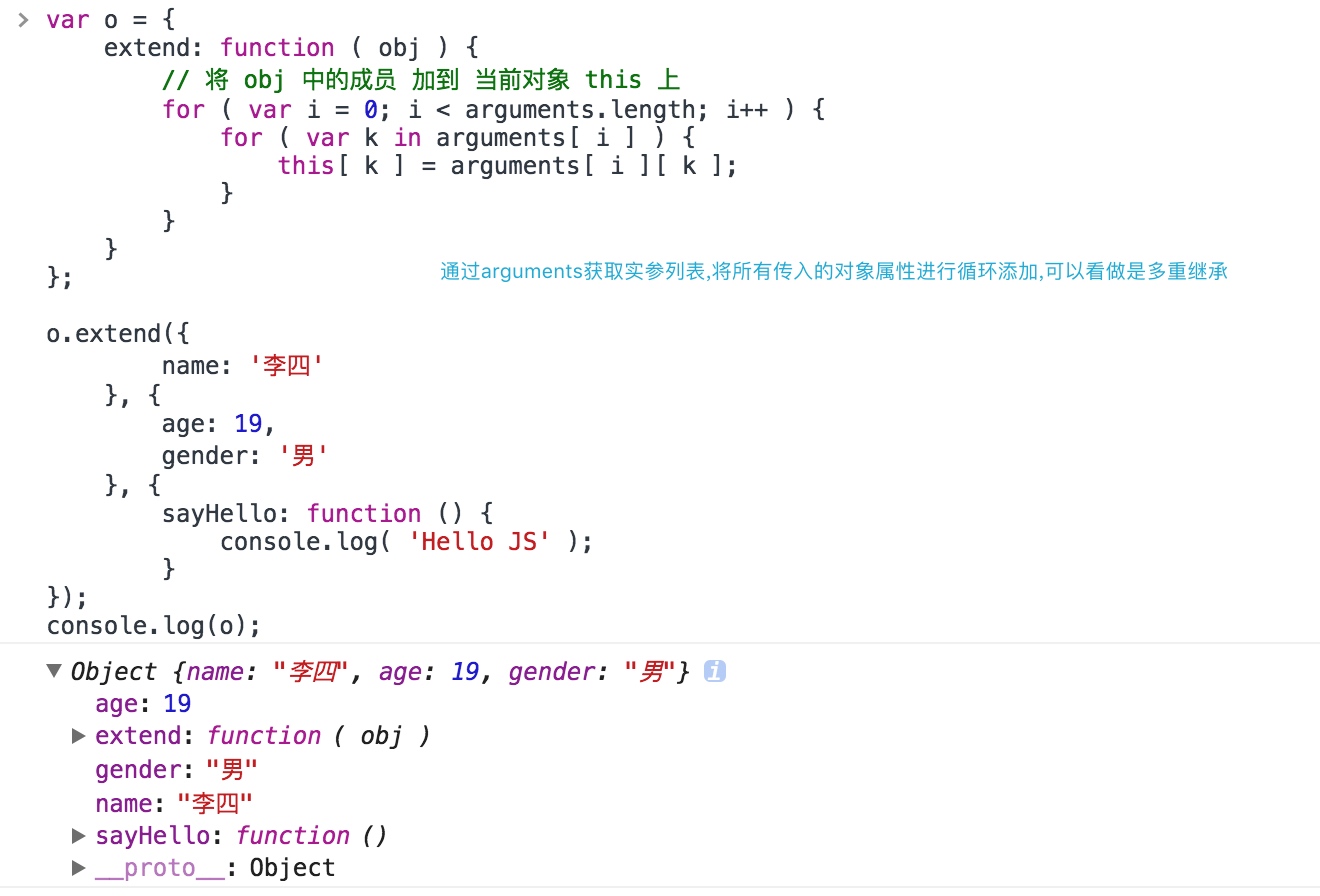 var o = {
extend: function ( obj ) {
// 将 obj 中的成员 加到 当前对象 this 上
for ( var i = 0; i < arguments.length; i++ ) {
for ( var k in arguments[ i ] ) {
this[ k ] = arguments[ i ][ k ];
}
}
}
};
通过arguments获取实参列表,将所有传入的对象属性进行循环添加,可以看做是多重继承
o.extend({
name: '李四'
}, {
age: 19,
gender: '男'
}, {
sayHello: function () {
console.log( 'Hello JS' );
}
});
console.log(o);
Object {name: "李四", age: 19, gender: "男"} i
age: 19
extend: function ( obj )
gender: "男"
name: "李四"
sayHello: function ()
__proto__: Object